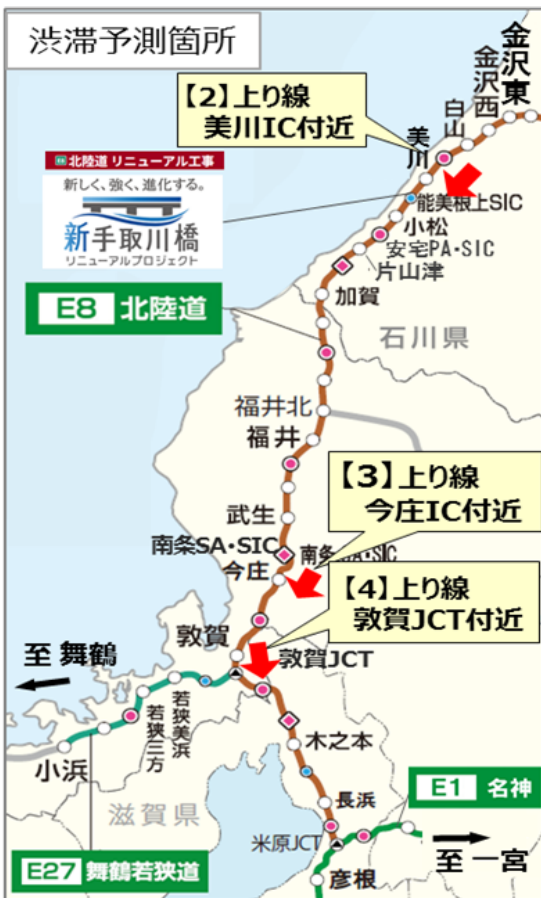 渋滞予測箇所
金沢東
金沢西
白山
【2】上り線
美川IC付近
美川
E8 北陸道 リニューアル工事
新しく、強く、進化する。
新手取川橋
リニューアルプロジェクト
能美根上SIC
小松
安宅PA・SIC
片山津
加賀
E8 北陸道
石川県
福井北
福井
【3】上り線
今庄IC付近
武生
南条SA・SIC
南条SA・SIC
今庄
【4】上り線
敦賀JCT付近
敦賀
敦賀JCT
至 舞鶴
若狭美浜
若狭三方
小浜
木之本
E1 名神
滋賀県
長浜
米原JCT
至 一宮
E27 舞鶴若狭道
彦根